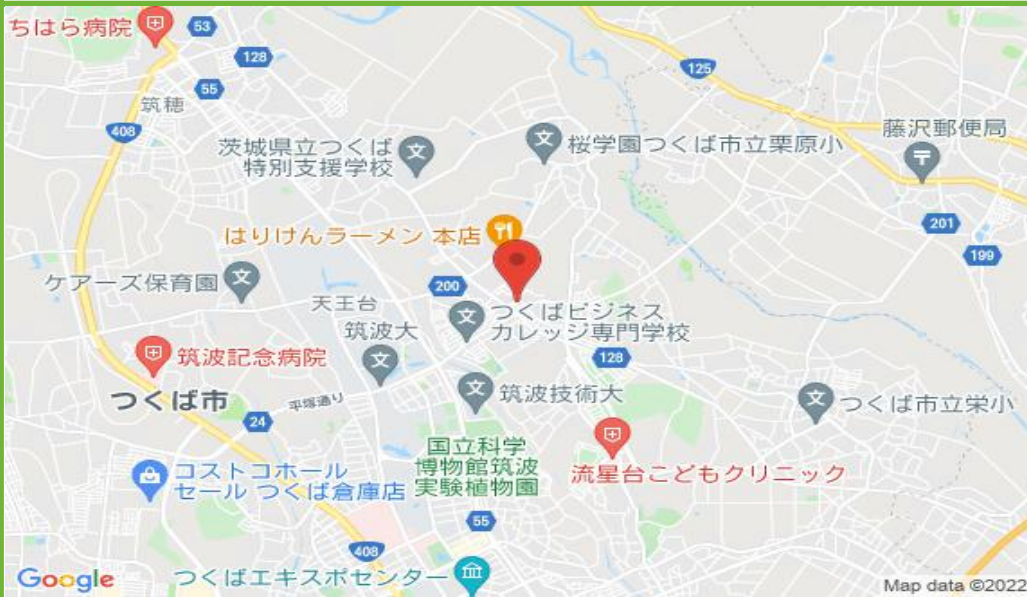 ちはら病院
53
128
55
125
筑穂
408
茨城県立つくば
特別支援学校
桜学園つくば市立栗原小
藤沢郵便局
はりけんラーメン 本店
201
199
ケアーズ保育園
200
天王台
つくばビジネス
カレッジ専門学校
筑波大
128
筑波記念病院
つくば市
平塚通り
筑波技術大
つくば市立栄小
24
国立科学
博物館筑波
実験植物園
コストコホール
セール つくば倉庫店
流星台こどもクリニック
55
408
Google
つくばエキスポセンター
Map data ©2022